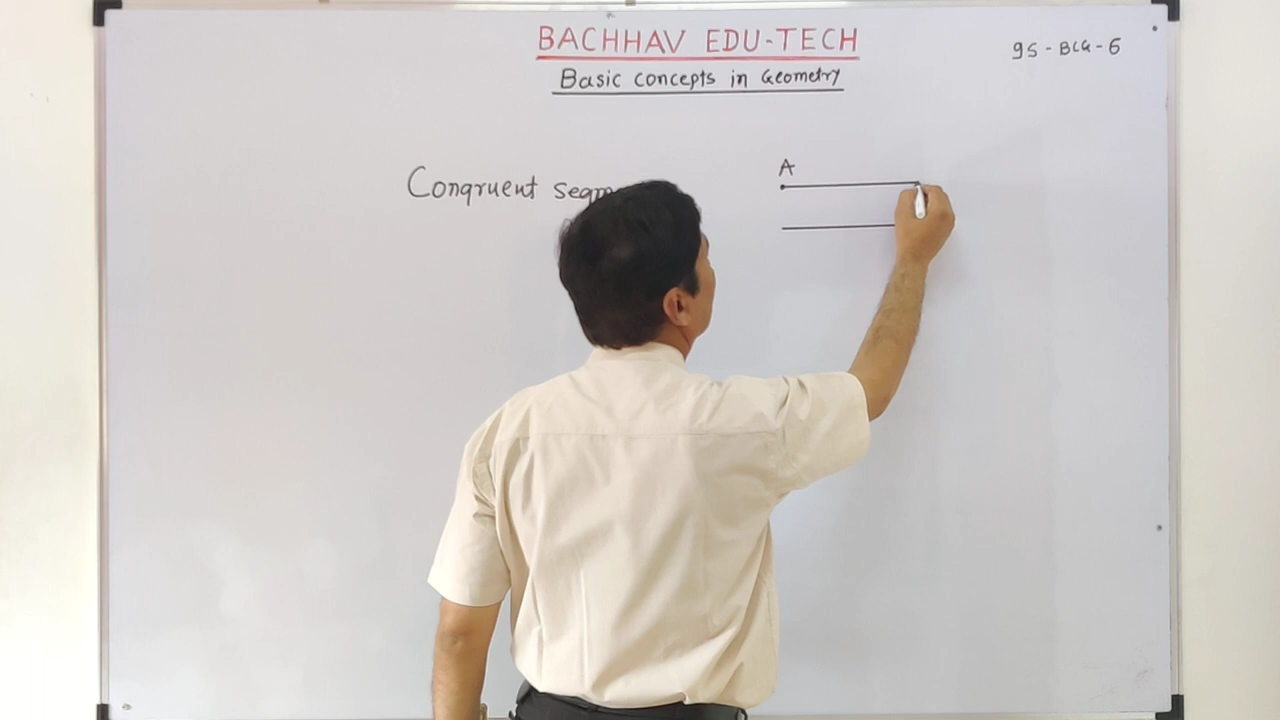 BACHHAV EDU-TECH
9S-BCG-6
Basic concepts in Geometry
A
Congruent